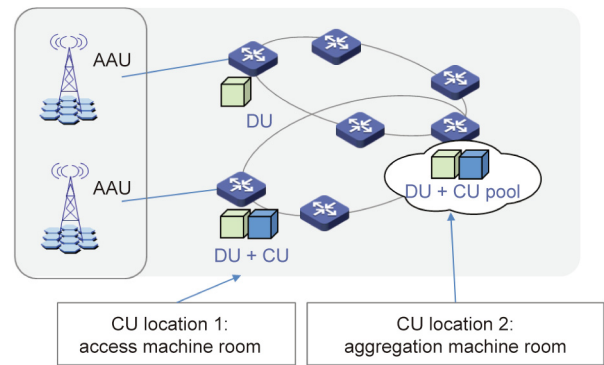 AAU
DU
AAU
DU + CU pool
DU + CU
CU location 1:
access machine room
CU location 2:
aggregation machine room